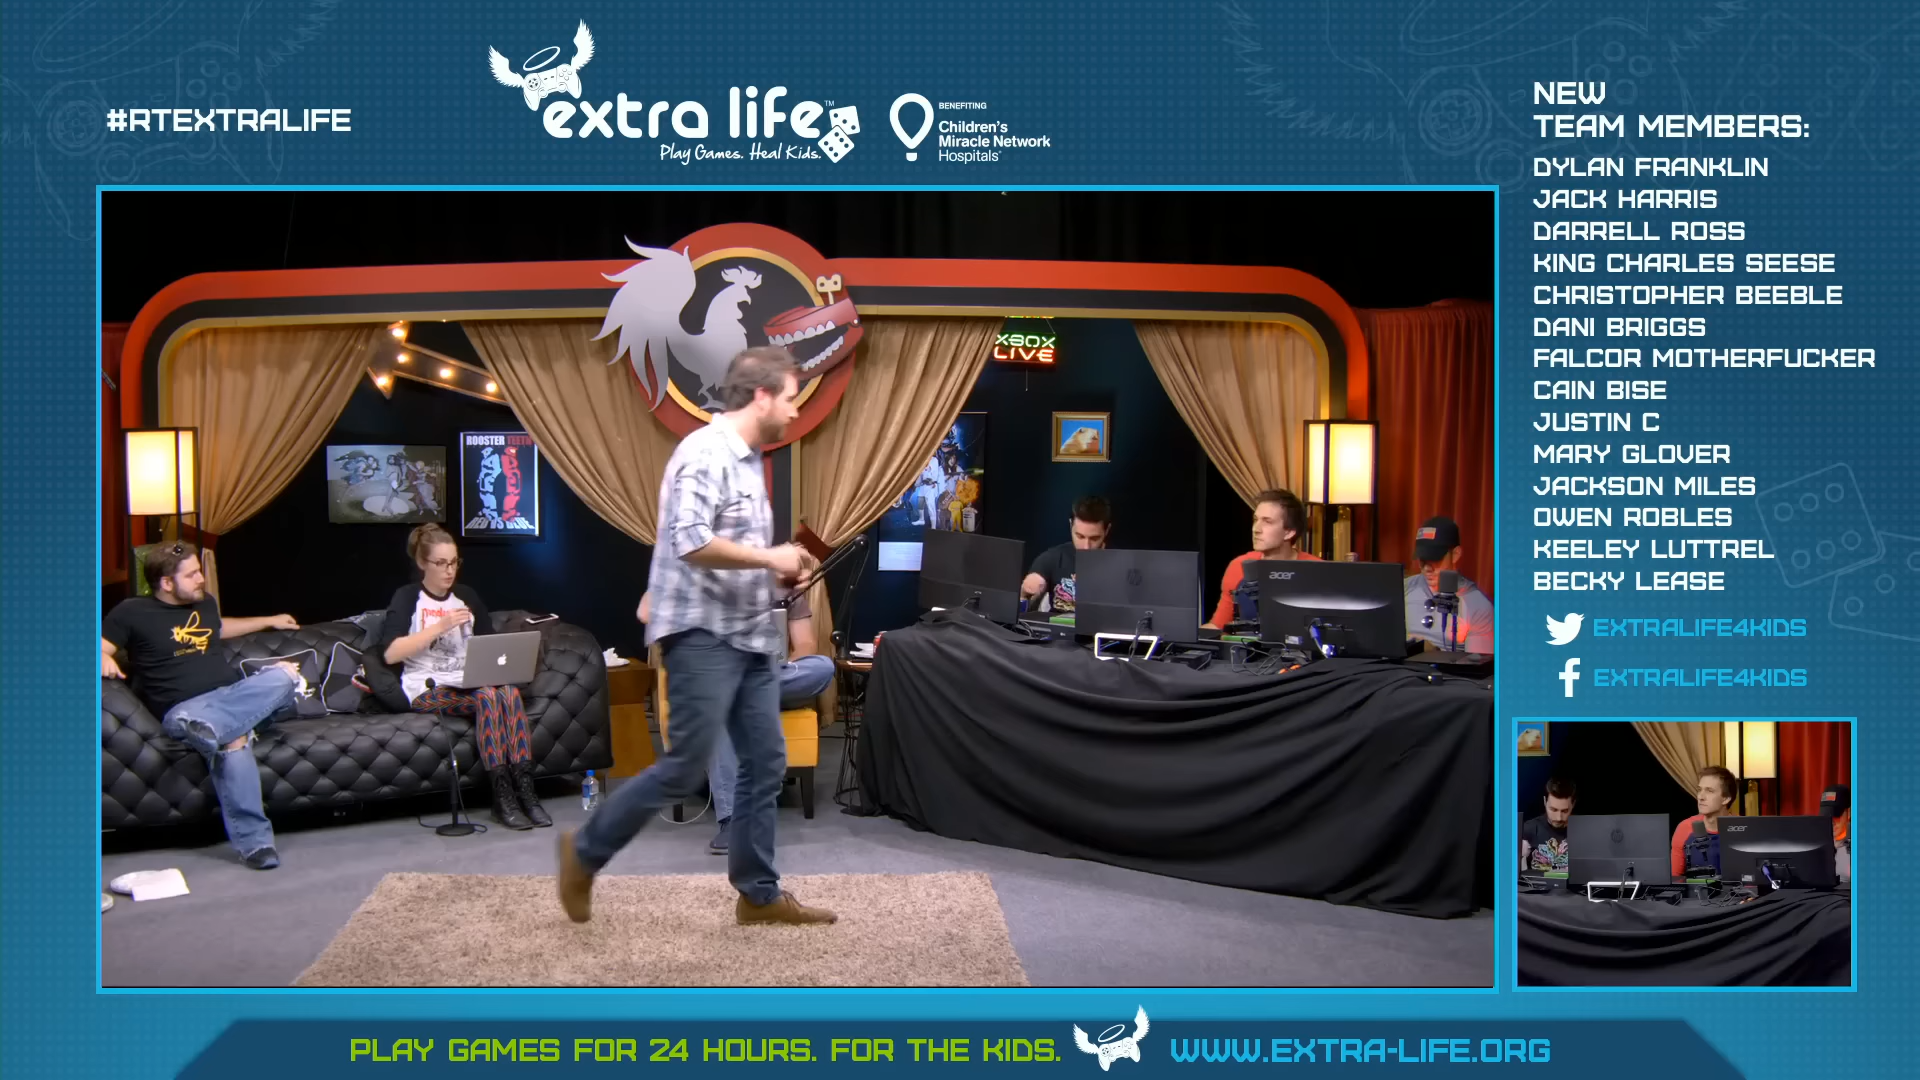 #RTEXTRALIFE
extra life™
Play Games. Heal Kids.
BENEFITING
Children's
Miracle Network
Hospitals
NEW
TEAM MEMBERS:
DYLAN FRANKLIN
JACK HARRIS
DARRELL ROSS
KING CHARLES SEESE
CHRISTOPHER BEEBLE
DANI BRIGGS
FALCOR MOTHERFUCKER
CAIN BISE
JUSTIN C
MARY GLOVER
JACKSON MILES
OWEN ROBLES
KEELEY LUTTREL
BECKY LEASE
EXTRALIFE4KIDS
EXTRALIFE4KIDS
XBOX
LIVE
ROOSTER TEETH
acer
acer
PLAY GAMES FOR 24 HOURS. FOR THE KIDS.
WWW.EXTRA-LIFE.ORG